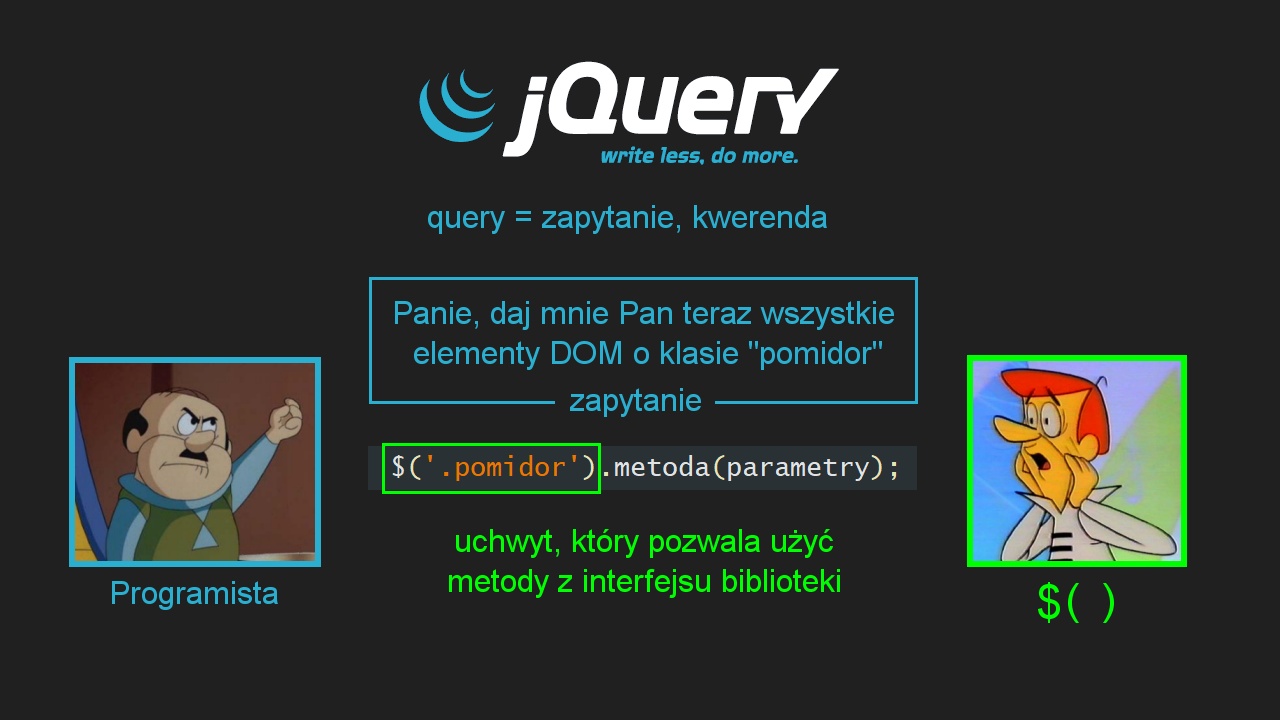 jQuery
write less, do more.
query = zapytanie, kwerenda
Panie, daj mnie Pan teraz wszystkie
elementy DOM o klasie "pomidor"
zapytanie
$('.pomidor').metoda(parametry);
uchwyt, który pozwala użyć
metody z interfejsu biblioteki
Programista
$( )